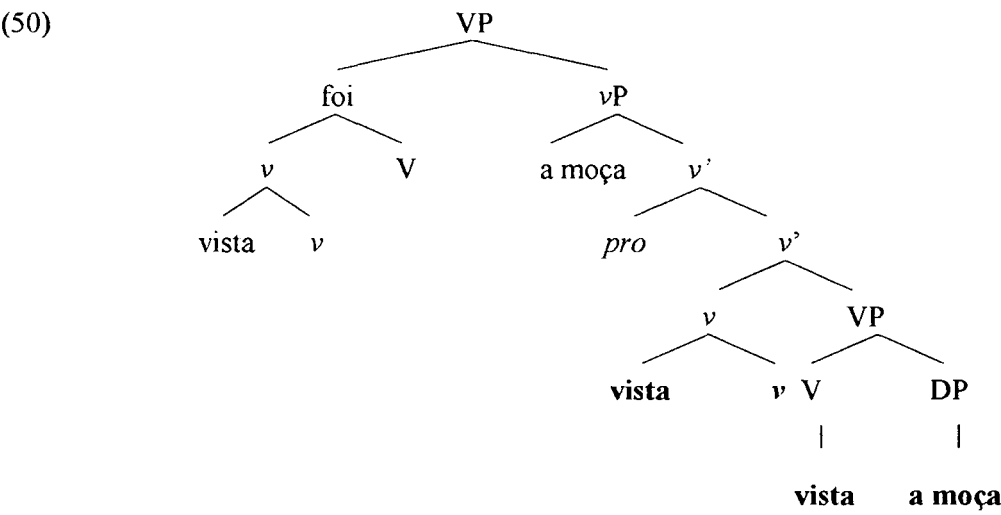 (50) VP
foi vP
v V a moça v'
vista v pro v'
v VP
vista v V DP
vista a moça